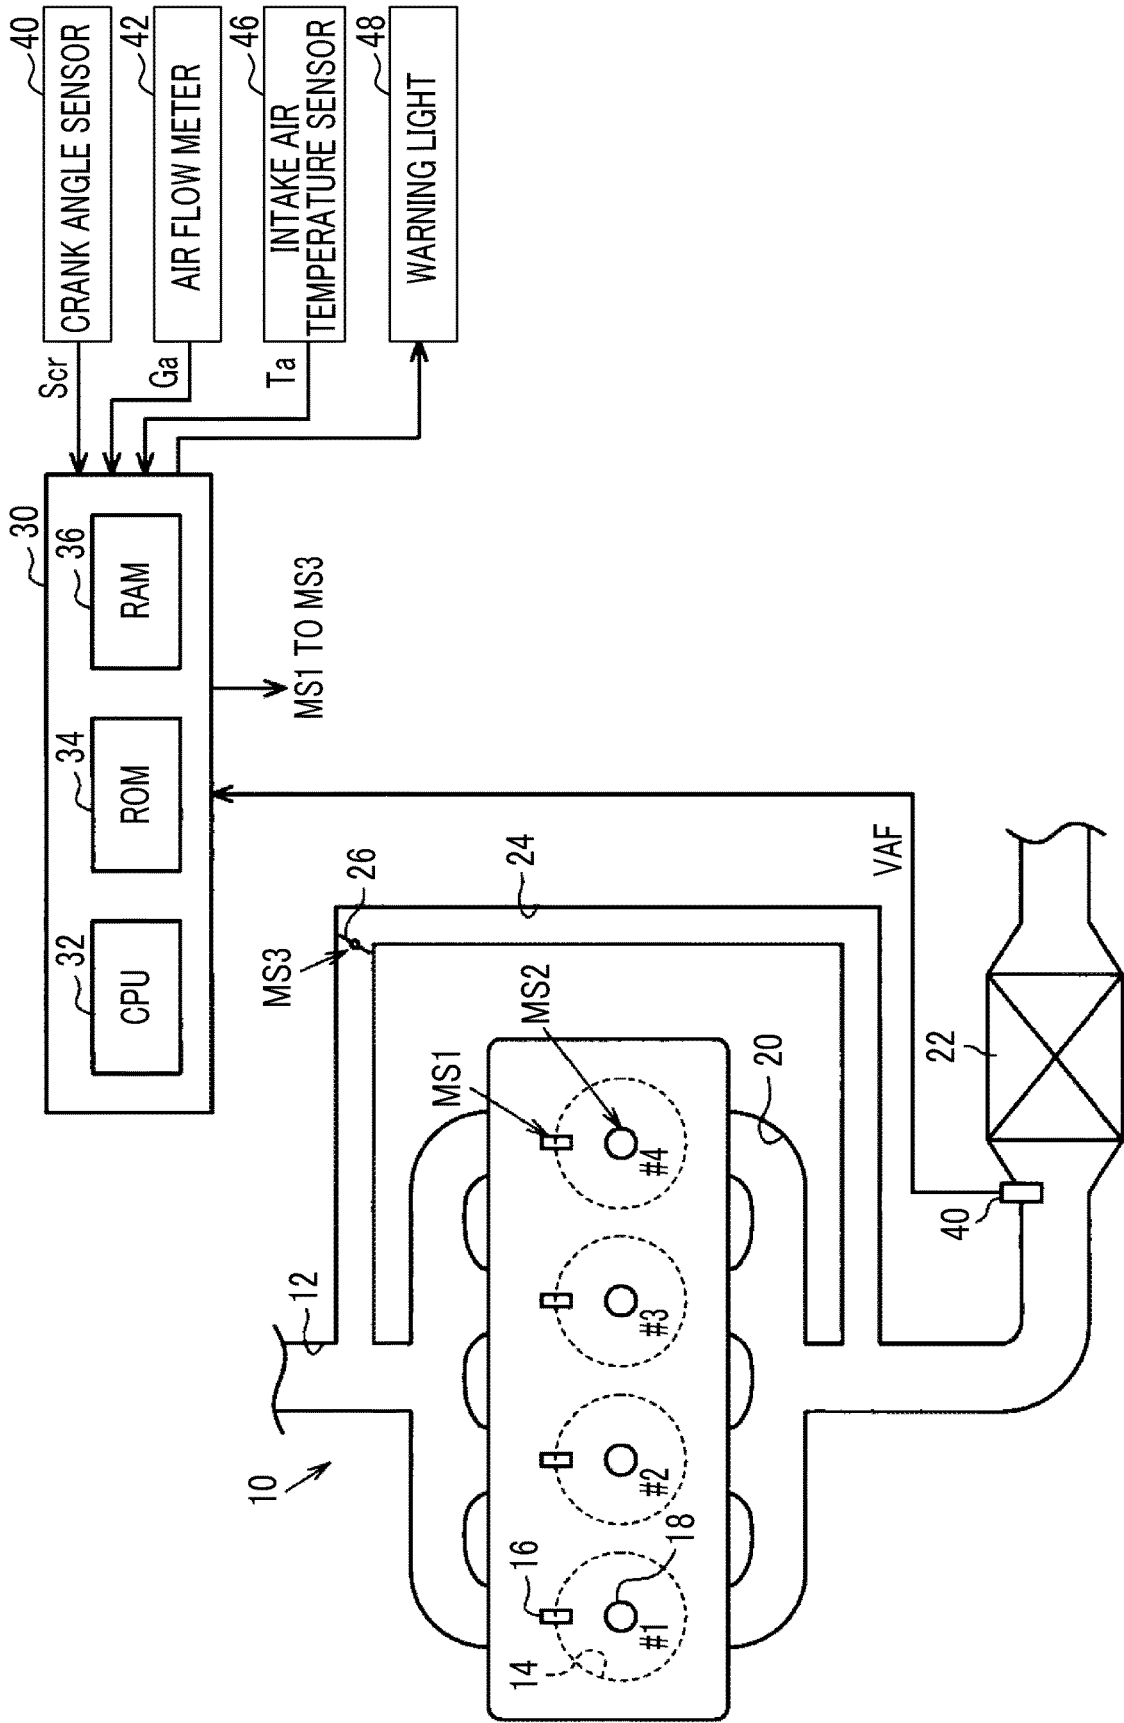 30
32
CPU
34
ROM
36
RAM
Scr
40
CRANK ANGLE SENSOR
Ga
42
AIR FLOW METER
Ta
46
INTAKE AIR
TEMPERATURE SENSOR
48
WARNING LIGHT
MS1 TO MS3
10
12
MS3
26
24
VAF
MS1
MS2
16
14
#1
18
#2
#3
#4
20
40
22